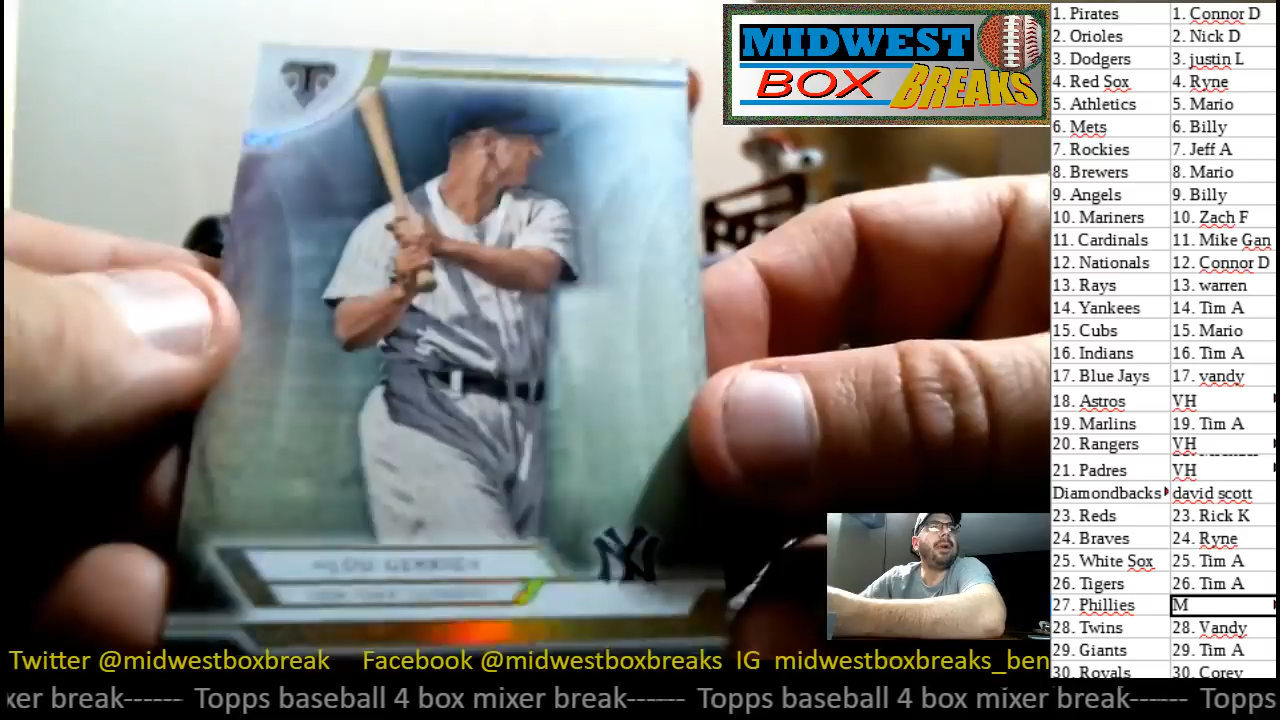 MIDWEST
BOX BREAKS
1. Pirates 1. Connor D
2. Orioles 2. Nick D
3. Dodgers 3. justin L
4. Red Sox 4. Ryne
5. Athletics 5. Mario
6. Mets 6. Billy
7. Rockies 7. Jeff A
8. Brewers 8. Mario
9. Angels 9. Billy
10. Mariners 10. Zach F
11. Cardinals 11. Mike Gan
12. Nationals 12. Connor D
13. Rays 13. warren
14. Yankees 14. Tim A
15. Cubs 15. Mario
16. Indians 16. Tim A
17. Blue Jays 17. vandy
18. Astros VH
19. Marlins 19. Tim A
20. Rangers VH
21. Padres VH
Diamondbacks david scott
23. Reds 23. Rick K
24. Braves 24. Ryne
25. White Sox 25. Tim A
26. Tigers 26. Tim A
27. Phillies M
28. Twins 28. Vandy
29. Giants 29. Tim A
30. Royals 30. Corey
NY
Twitter @midwestboxbreak Facebook @midwestboxbreaks IG midwestboxbreaks_ben
xer break------ Topps baseball 4 box mixer break------ Topps baseball 4 box mixer break------ Topps